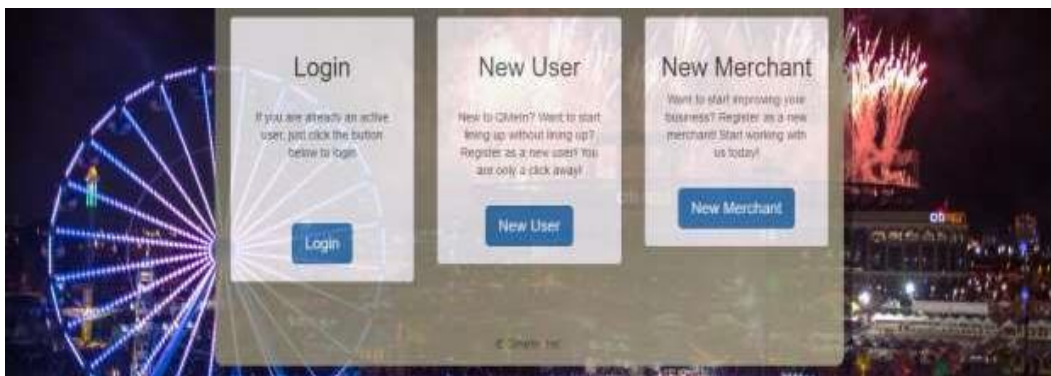 Login
If you are already an active
user, just click the button
below to login
Login
New User
New to QMeIn? Want to start
lining up without lining up?
Register as a new user! You
are only a click away!
New User
New Merchant
Want to start improving your
business? Register as a new
merchant! Start working with
us today!
New Merchant